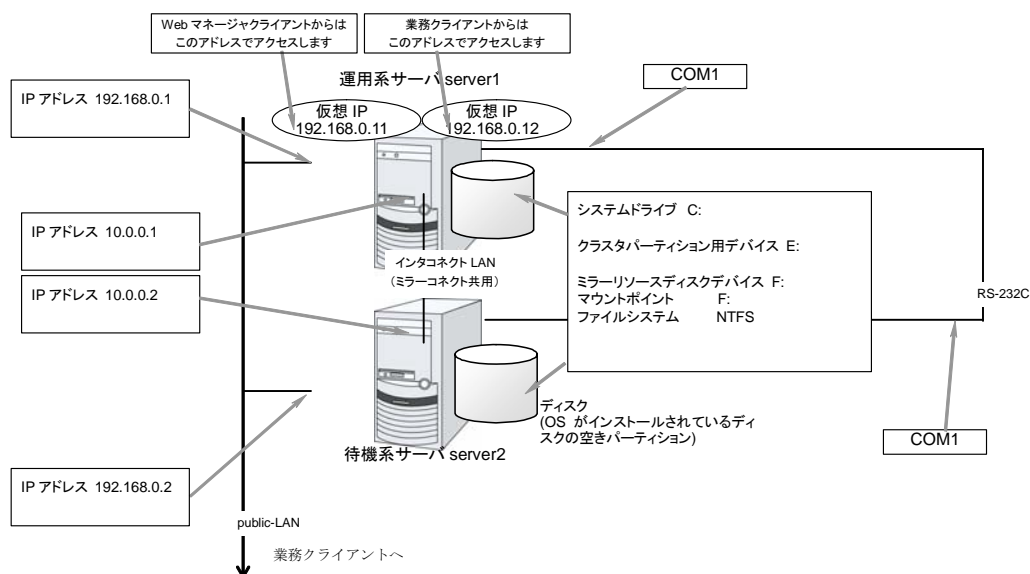 Web マネージャクライアントからは
このアドレスでアクセスします
業務クライアントからは
このアドレスでアクセスします
運用系サーバ server1
COM1
IP アドレス 192.168.0.1
仮想 IP
192.168.0.11
仮想 IP
192.168.0.12
システムドライブ C:
クラスタパーティション用デバイス E:
ミラーリソースディスクデバイス F:
マウントポイント F:
ファイルシステム NTFS
IP アドレス 10.0.0.1
インタコネクト LAN
（ミラーコネクト共用）
IP アドレス 10.0.0.2
RS-232C
ディスク
(OS がインストールされているディ
スクの空きパーティション)
COM1
待機系サーバ server2
IP アドレス 192.168.0.2
public-LAN
業務クライアントへ